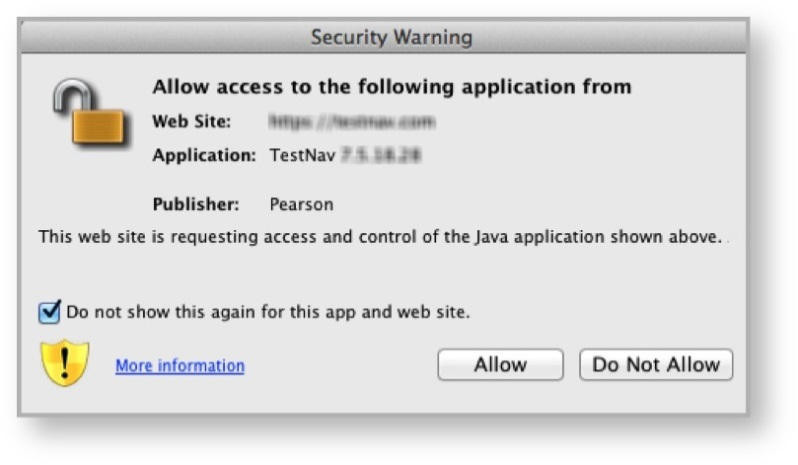 Security Warning
Allow access to the following application from
Web Site:
Application: TestNav
Publisher: Pearson
This web site is requesting access and control of the Java application shown above. .
Do not show this again for this app and web site.
More information
Allow
Do Not Allow